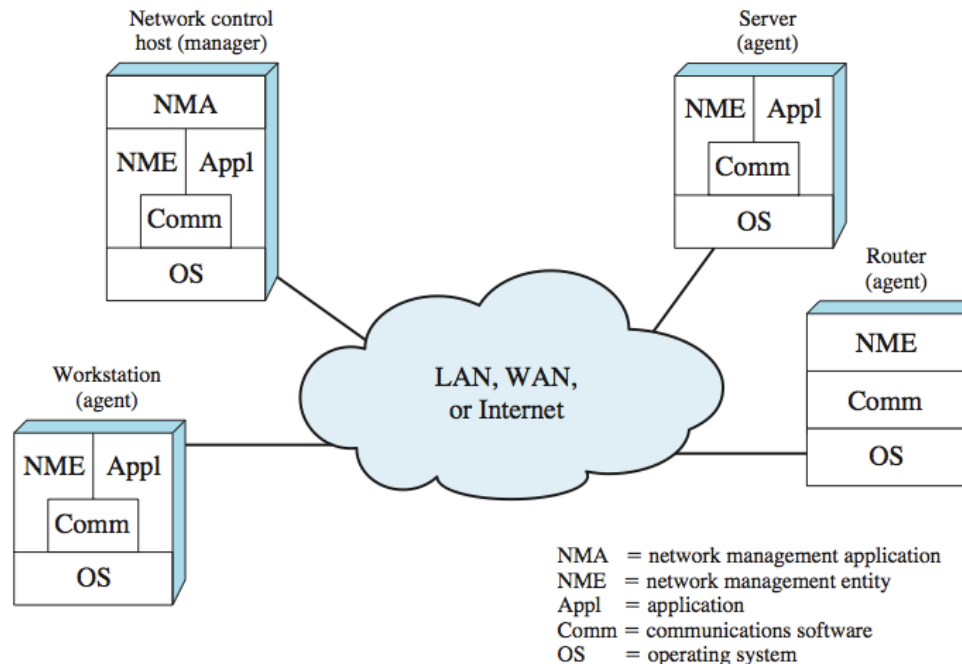 Network control
host (manager)
NMA
NME Appl
Comm
OS
Server
(agent)
NME Appl
Comm
OS
Router
(agent)
NME
Comm
OS
LAN, WAN,
or Internet
Workstation
(agent)
NME Appl
Comm
OS
NMA = network management application
NME = network management entity
Appl = application
Comm = communications software
OS = operating system